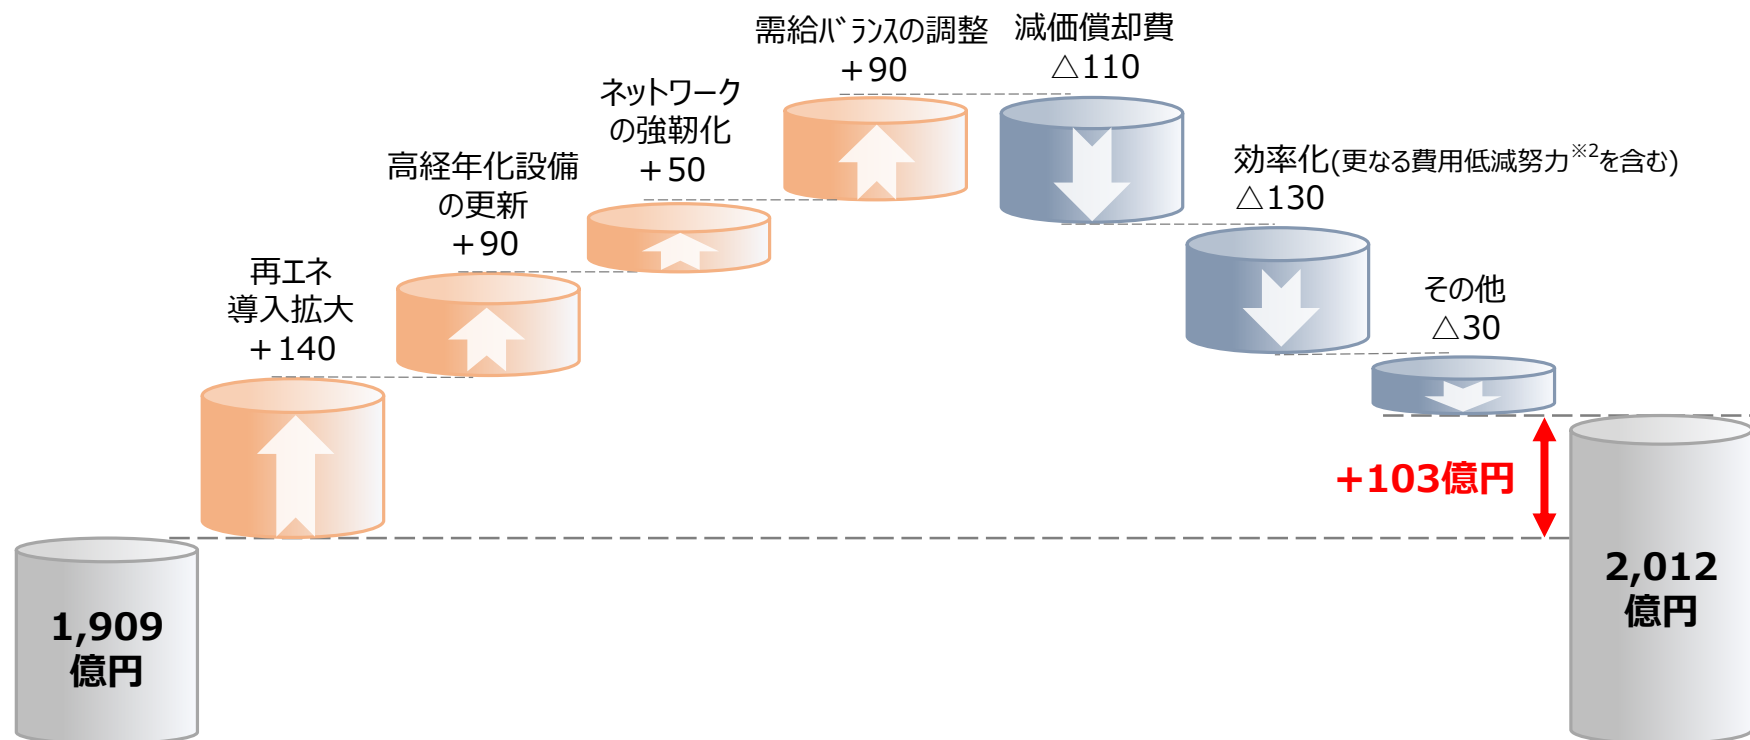 1,909
億円
再エネ
導入拡大
+140
高経年化設備
の更新
+90
ネットワーク
の強靭化
+50
需給バランスの調整
+90
減価償却費
△110
効率化(更なる費用低減努力※2を含む)
△130
その他
△30
+103億円
2,012
億円